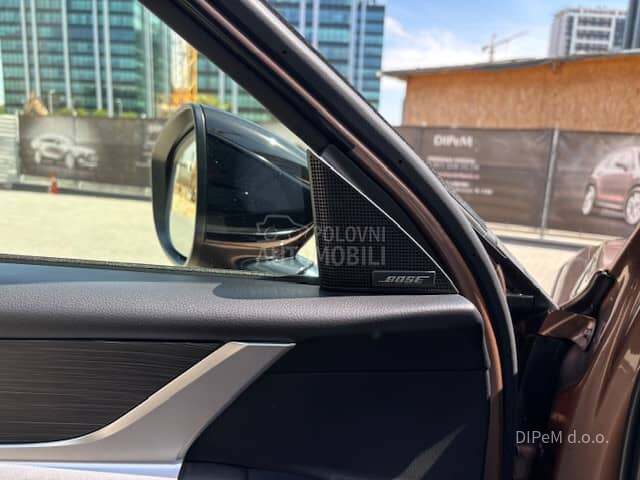 DIPeM
POLOVNI
AUTOMOBILI
BOSE
DIPeM d.o.o.